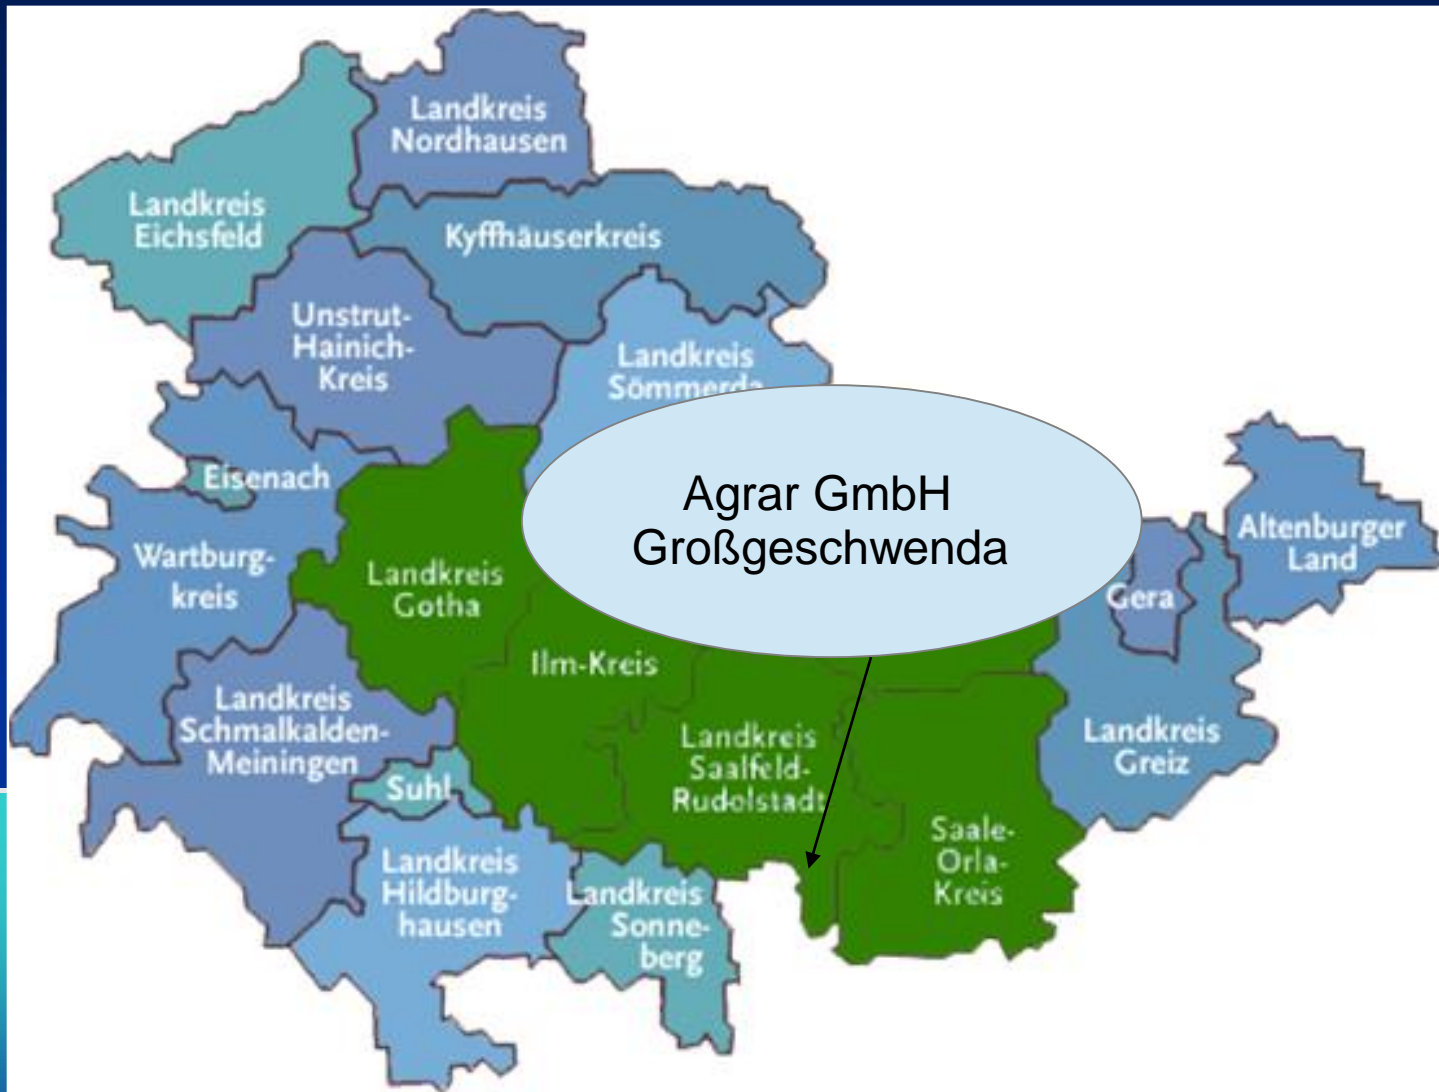 Landkreis
Nordhausen
Landkreis
Eichsfeld
Kyffhäuserkreis
Unstrut-
Hainich-
Kreis
Landkreis
Sömmerda
Eisenach
Agrar GmbH
Großgeschwenda
Altenburger
Land
Wartburg-
kreis
Landkreis
Gotha
Gera
Ilm-Kreis
Landkreis
Schmalkalden-
Meiningen
Landkreis
Saalfeld-
Rudolstadt
Landkreis
Greiz
Suhl
Saale-
Orla-
Kreis
Landkreis
Hildburg-
hausen
Landkreis
Sonne-
berg